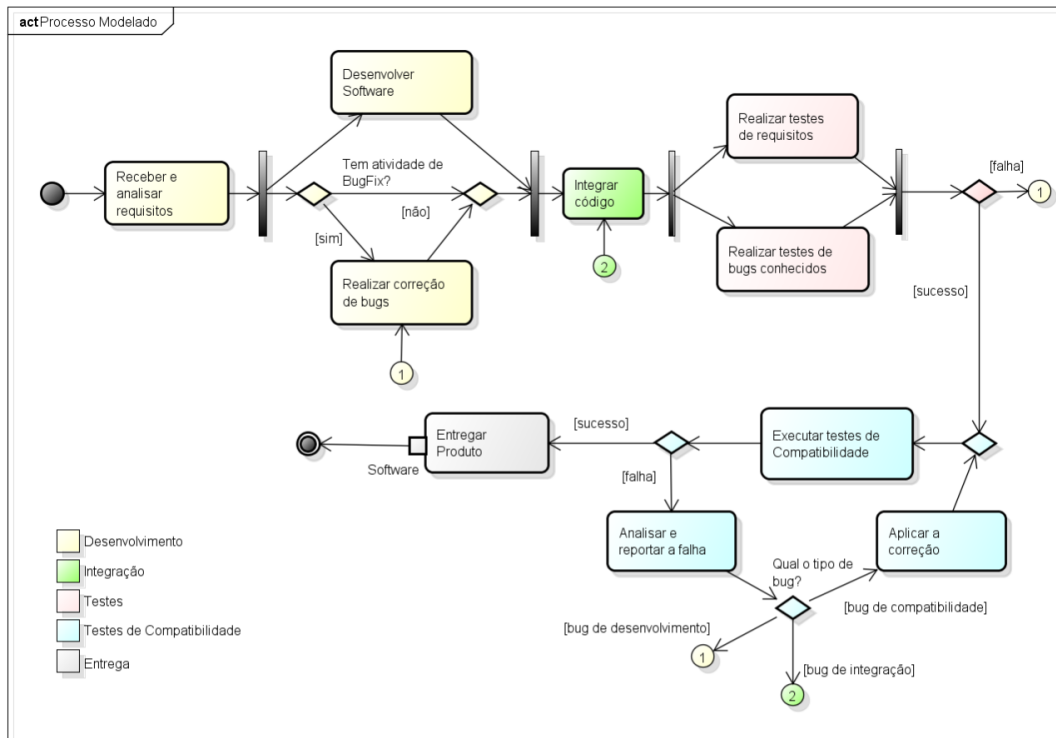 act Processo Modelado
Desenvolver
Software
Tem atividade de
BugFix?
Receber e
analisar
requisitos
[não]
[sim]
Realizar correção
de bugs
1
Integrar
código
2
Realizar testes
de requisitos
Realizar testes de
bugs conhecidos
[falha]
1
[sucesso]
Executar testes de
Compatibilidade
[sucesso]
Entregar
Produto
Software
[falha]
Analisar e
reportar a falha
Aplicar a
correção
Qual o tipo de
bug?
[bug de compatibilidade]
[bug de desenvolvimento]
1
[bug de integração]
2
Desenvolvimento
Integração
Testes
Testes de Compatibilidade
Entrega